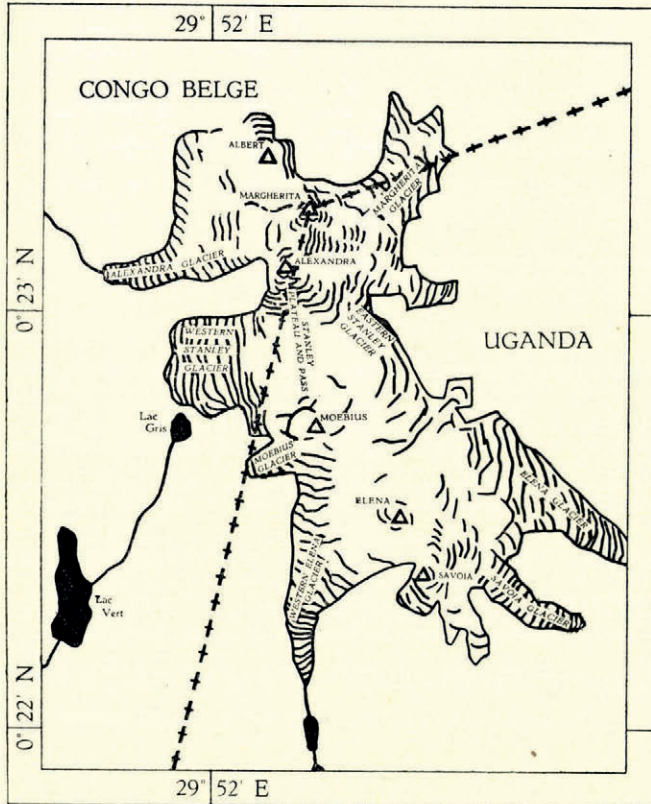 29° 52' E
CONGO BELGE
ALBERT
MARGHERITA
MARGHERITA
GLACIER
ALEXANDRA
ALEXANDRA GLACIER
0° 23' N
STANLEY
PLATEAU AND PASS
EASTERN
STANLEY
GLACIER
WESTERN
STANLEY
GLACIER
UGANDA
Lac
Gris
MOEBIUS
MOEBIUS
GLACIER
ELENA
ELENA GLACIER
WESTERN ELENA
GLACIER
SAVOIA
SAVOIA GLACIER
Lac
Vert
0° 22' N
29° 52' E